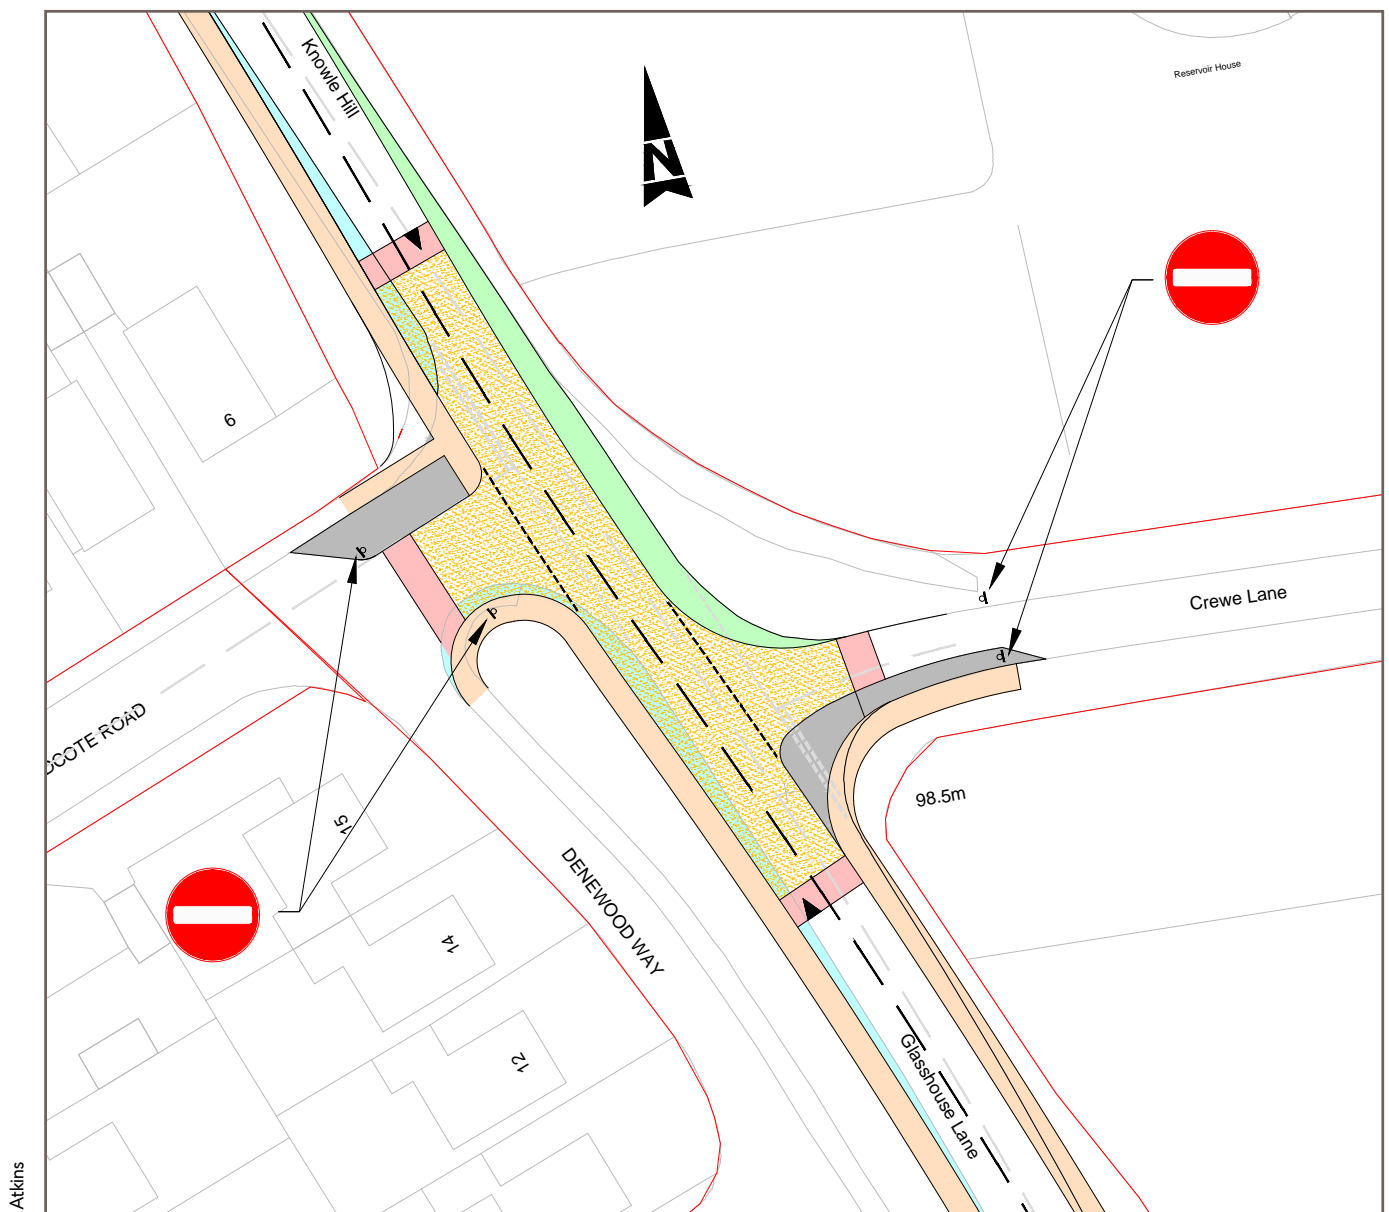 Knowle Hill
Reservoir House
N
6
Crewe Lane
COTE ROAD
98.5m
15
14
DENEWOOD WAY
12
Glasshouse Lane
Atkins